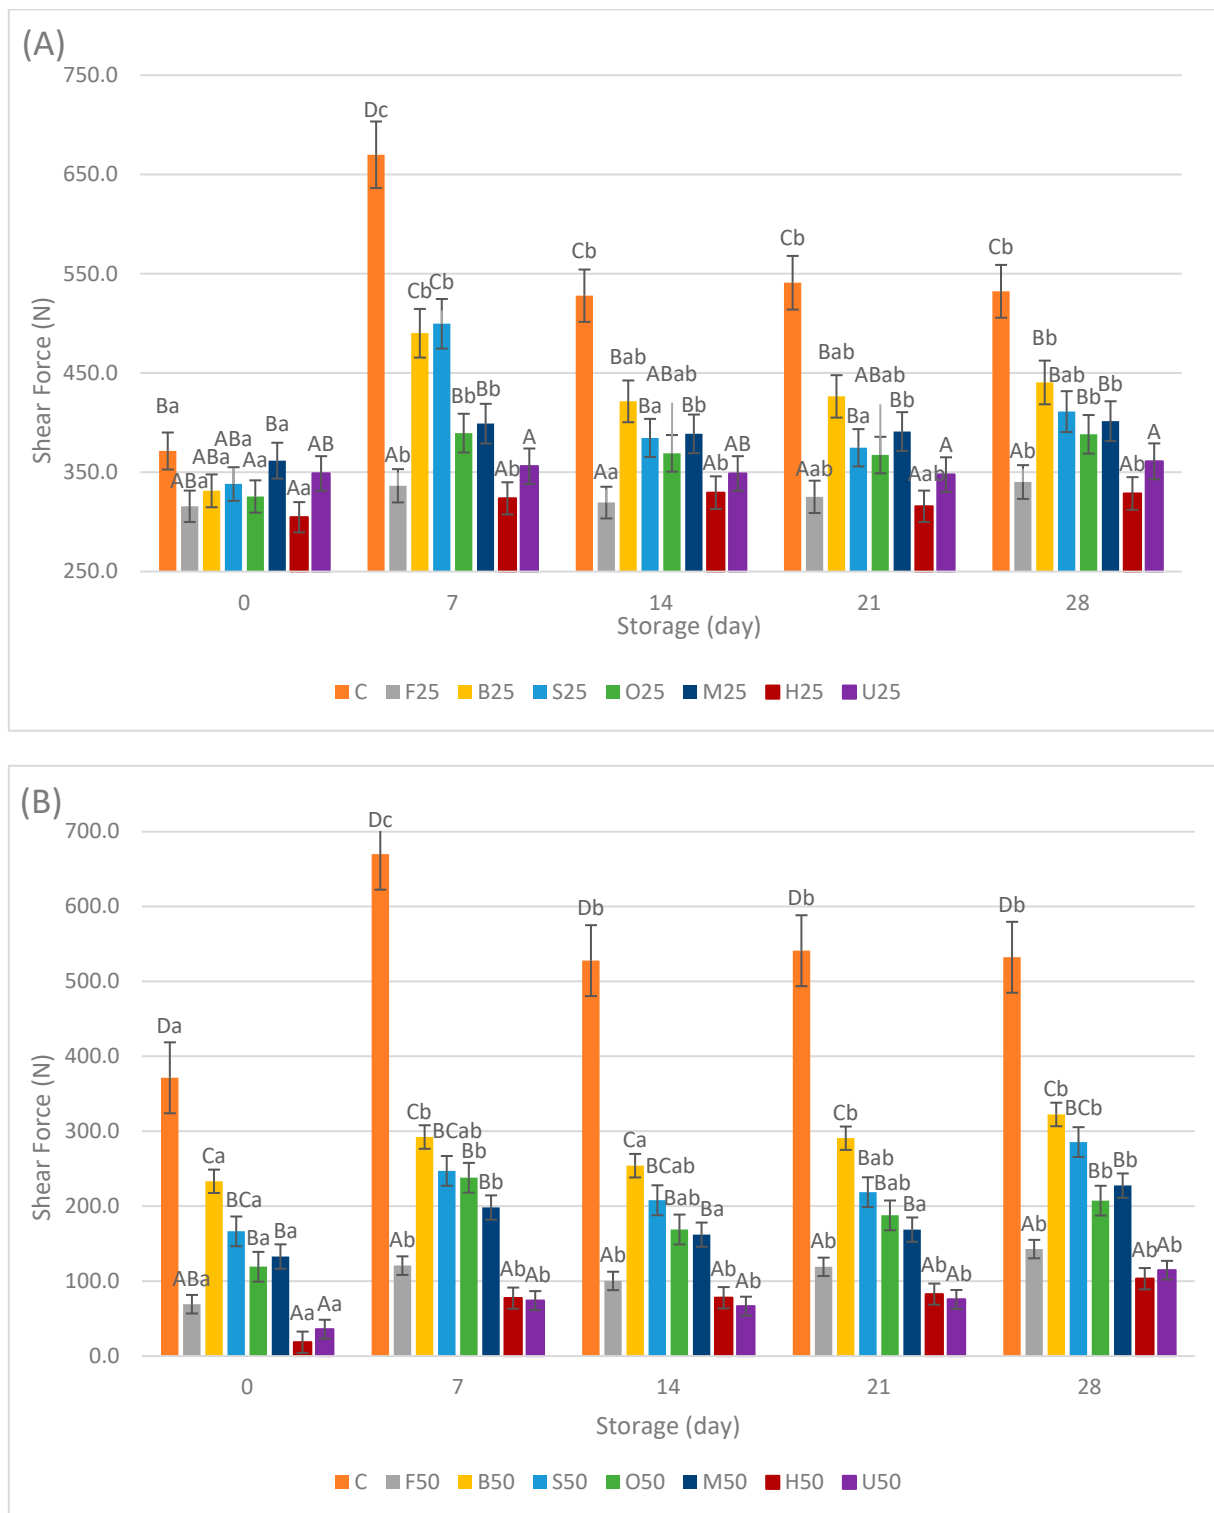 (A)
750.0
650.0
550.0
450.0
350.0
250.0
Shear Force (N)
Ba ABa ABa ABa Aa Ba Aa AB
Dc Ab Cb Cb Bb Bb Ab A
Cb Aa Bab Ba ABab Bb Ab AB
Cb Aab Bab Ba ABab Bb Aab A
Cb Ab Bb Bab Bb Bb Ab A
0 7 14 21 28
Storage (day)
C F25 B25 S25 O25 M25 H25 U25
(B)
700.0
600.0
500.0
400.0
300.0
200.0
100.0
0.0
Shear Force (N)
Da ABa Ca BCa Ba Ba Aa Aa
Dc Ab Cb BCab Bb Bb Ab Ab
Db Ab Ca BCab Bab Ba Ab Ab
Db Ab Cb Bab Bab Ba Ab Ab
Db Ab Cb BCb Bb Bb Ab Ab
0 7 14 21 28
Storage (day)
C F50 B50 S50 O50 M50 H50 U50